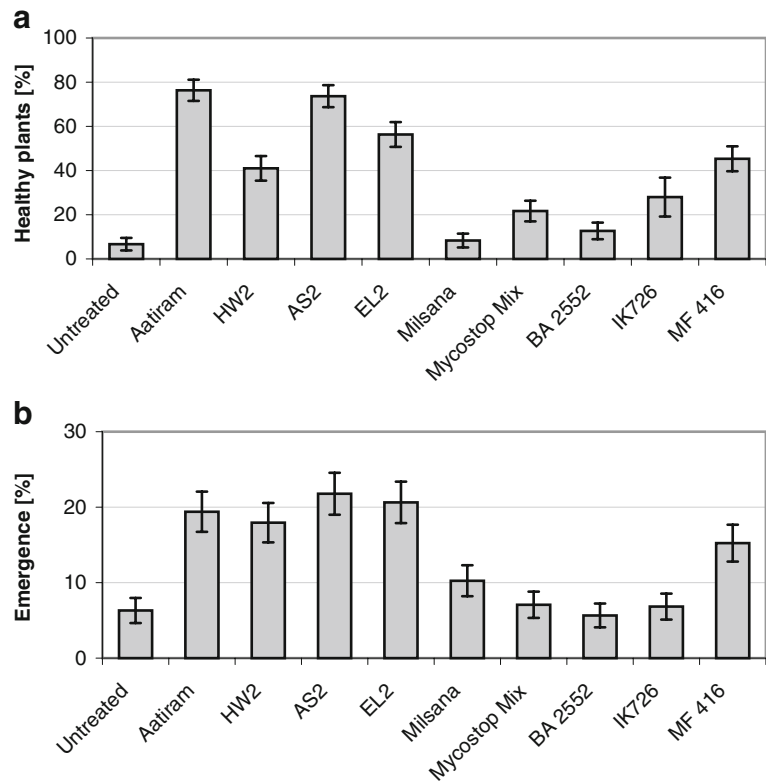 a
Healthy plants [%]
100
80
60
40
20
0
Untreated
Aatiram
HW2
AS2
EL2
Milsana
Mycostop Mix
BA 2552
IK726
MF 416
b
Emergence [%]
30
20
10
0
Untreated
Aatiram
HW2
AS2
EL2
Milsana
Mycostop Mix
BA 2552
IK726
MF 416